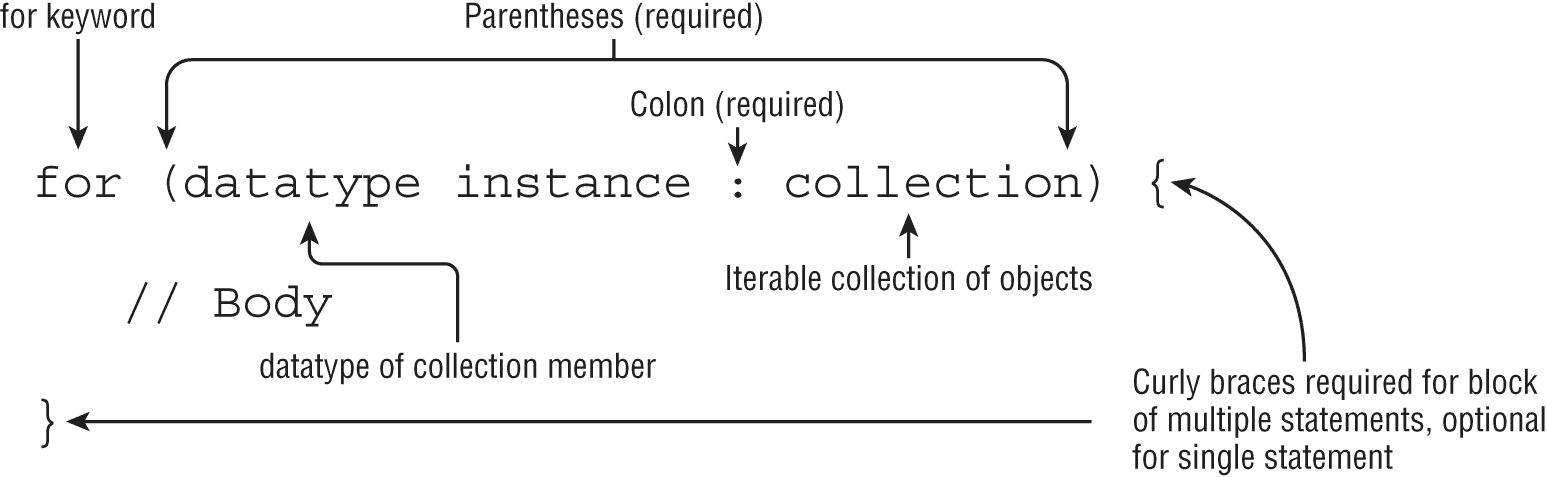 for keyword
Parentheses (required)
Colon (required)
for (datatype instance : collection) {
Iterable collection of objects
// Body
datatype of collection member
Curly braces required for block
of multiple statements, optional
for single statement
}